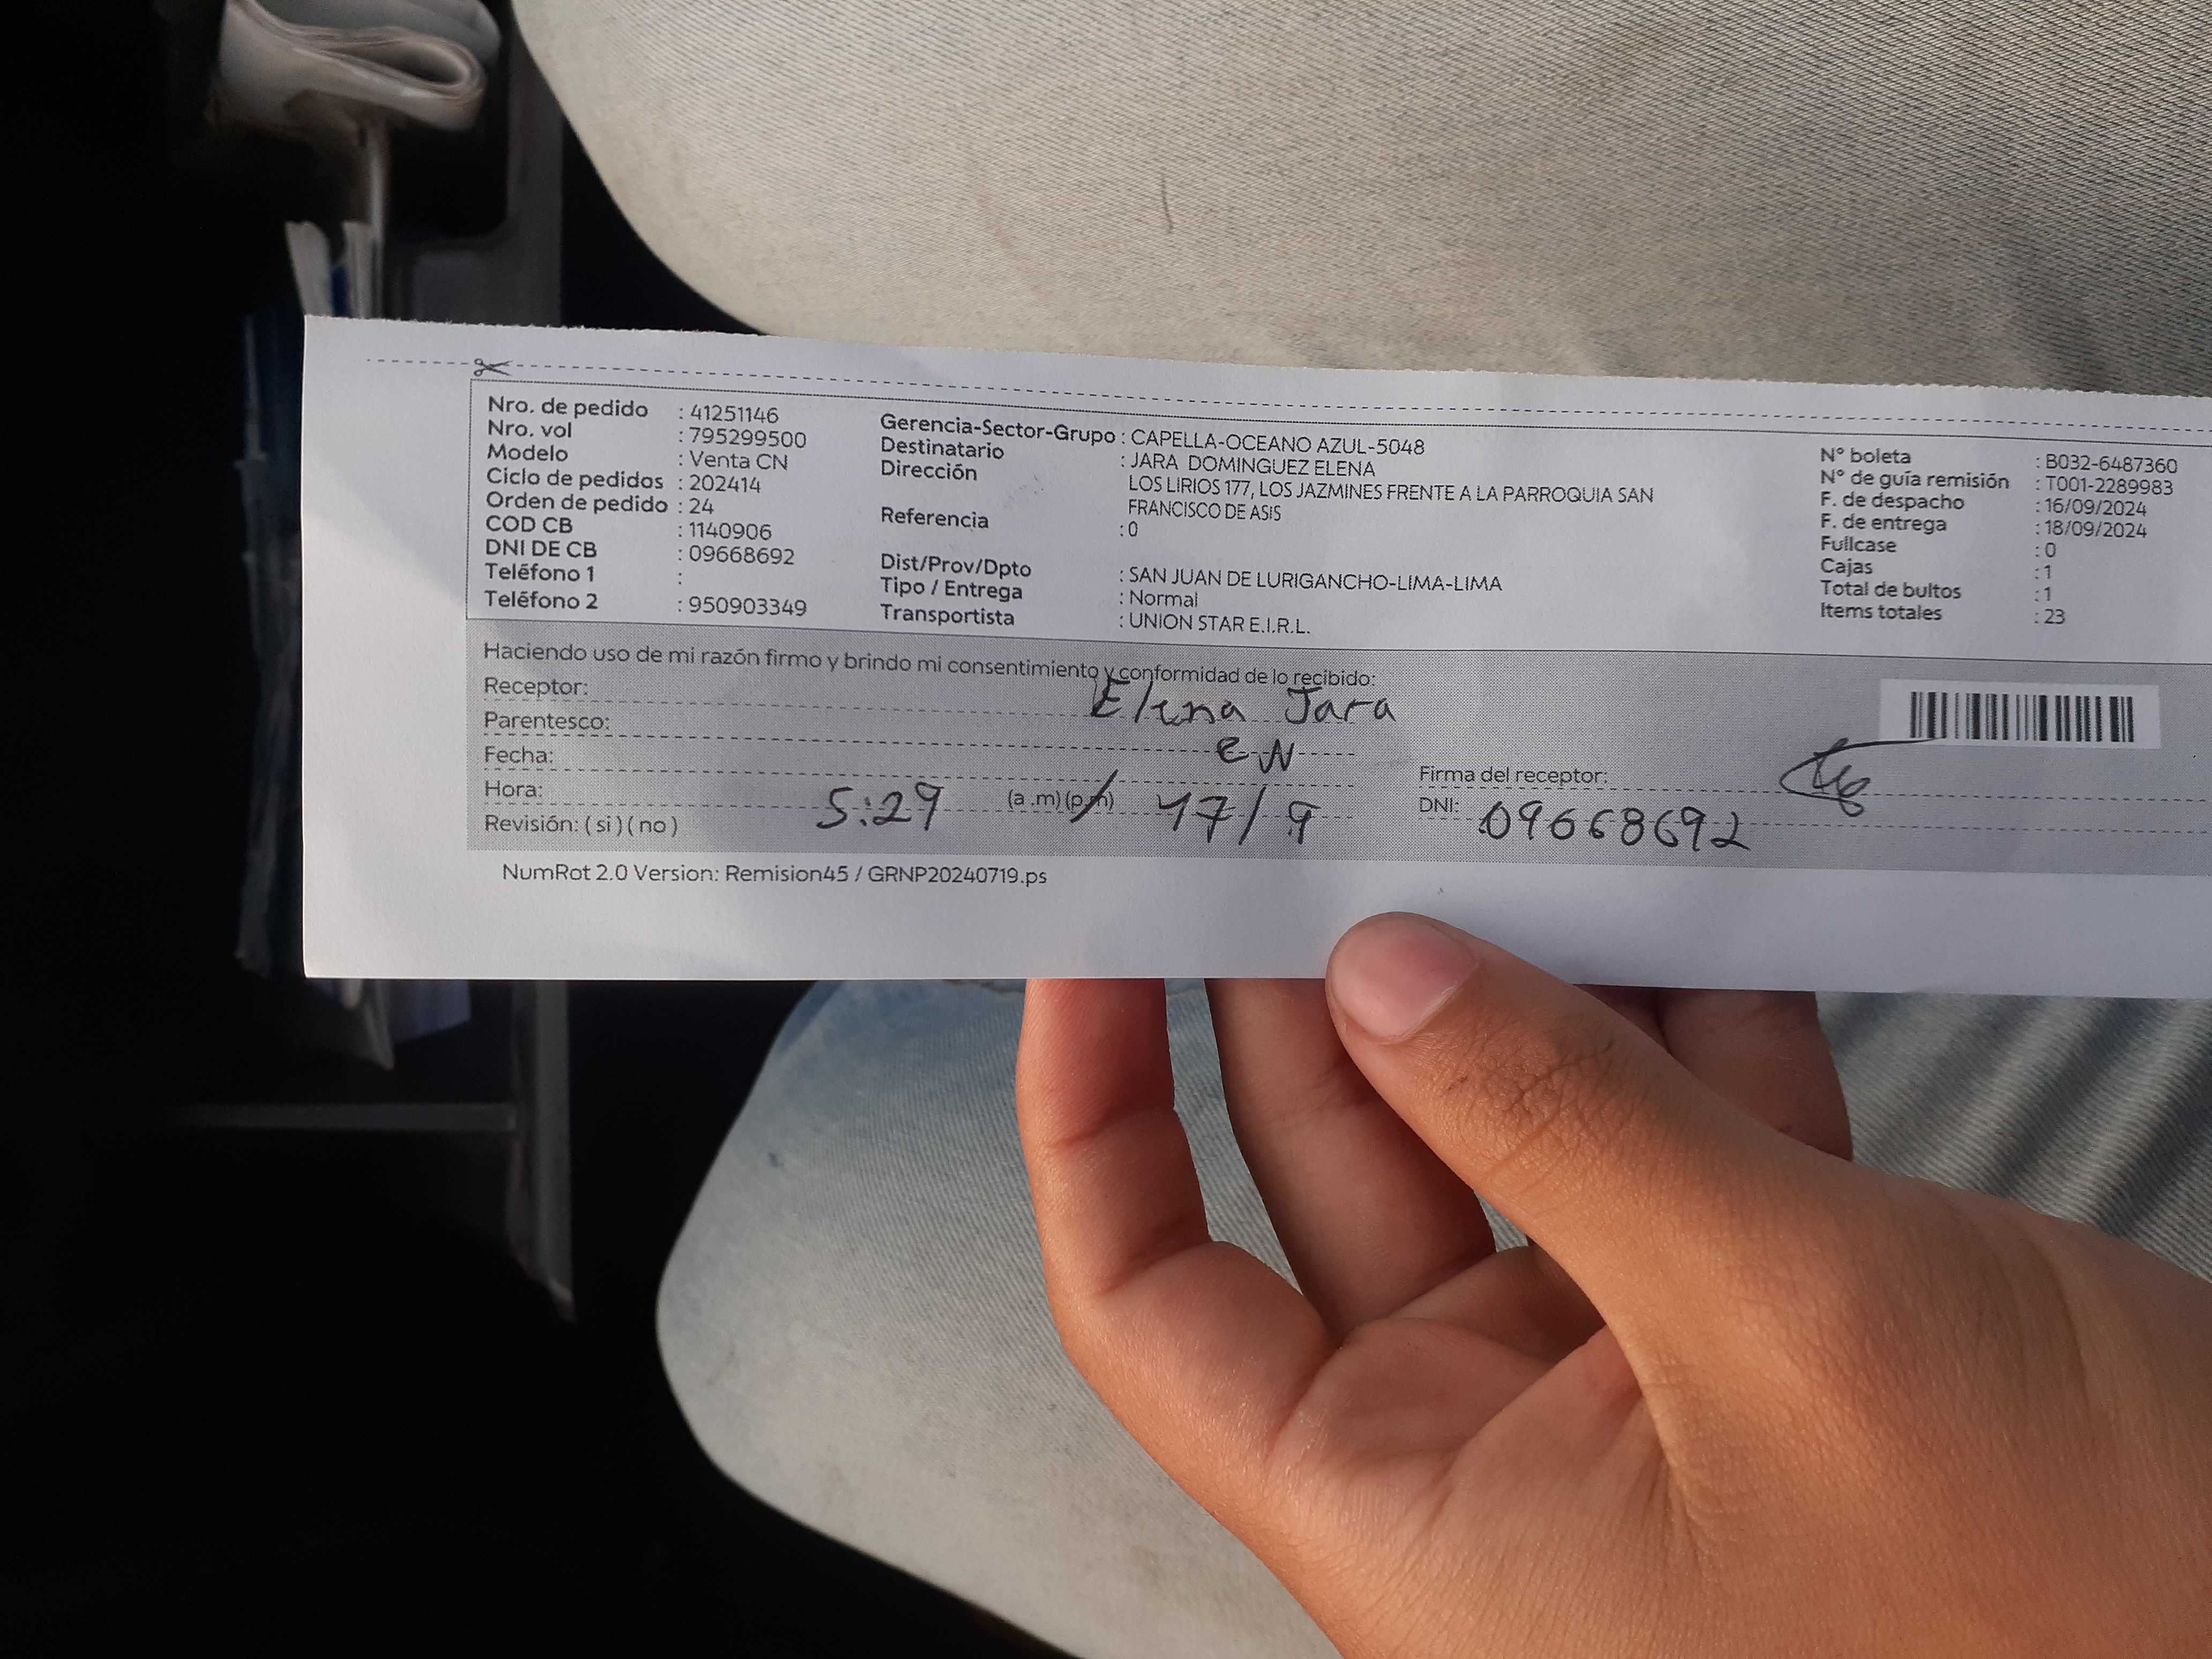 Nro. de pedido : 41251146
Nro. vol : 795299500
Modelo : Venta CN
Ciclo de pedidos : 202414
Orden de pedido : 24
COD CB : 1140906
DNI DE CB : 09668692
Teléfono 1 :
Teléfono 2 : 950903349
Gerencia-Sector-Grupo : CAPELLA-OCEANO AZUL-5048
Destinatario : JARA DOMINGUEZ ELENA
Dirección LOS LIRIOS 177, LOS JAZMINES FRENTE A LA PARROQUIA SAN
FRANCISCO DE ASIS
Referencia : 0
Dist/Prov/Dpto : SAN JUAN DE LURIGANCHO-LIMA-LIMA
Tipo / Entrega : Normal
Transportista : UNION STAR E.I.R.L.
N° boleta : B032-6487360
N° de guía remisión : T001-2289983
F. de despacho : 16/09/2024
F. de entrega : 18/09/2024
Fullcase : 0
Cajas : 1
Total de bultos : 1
Items totales : 23
Haciendo uso de mi razón firmo y brindo mi consentimiento y conformidad de lo recibido:
Receptor: Elena Jara
Parentesco: CN
Fecha:
Hora: 5:29 (a .m) (p.m) 17/9
Revisión: ( si ) ( no )
Firma del receptor:
DNI: 09668692
NumRot 2.0 Version: Remision45 / GRNP20240719.ps